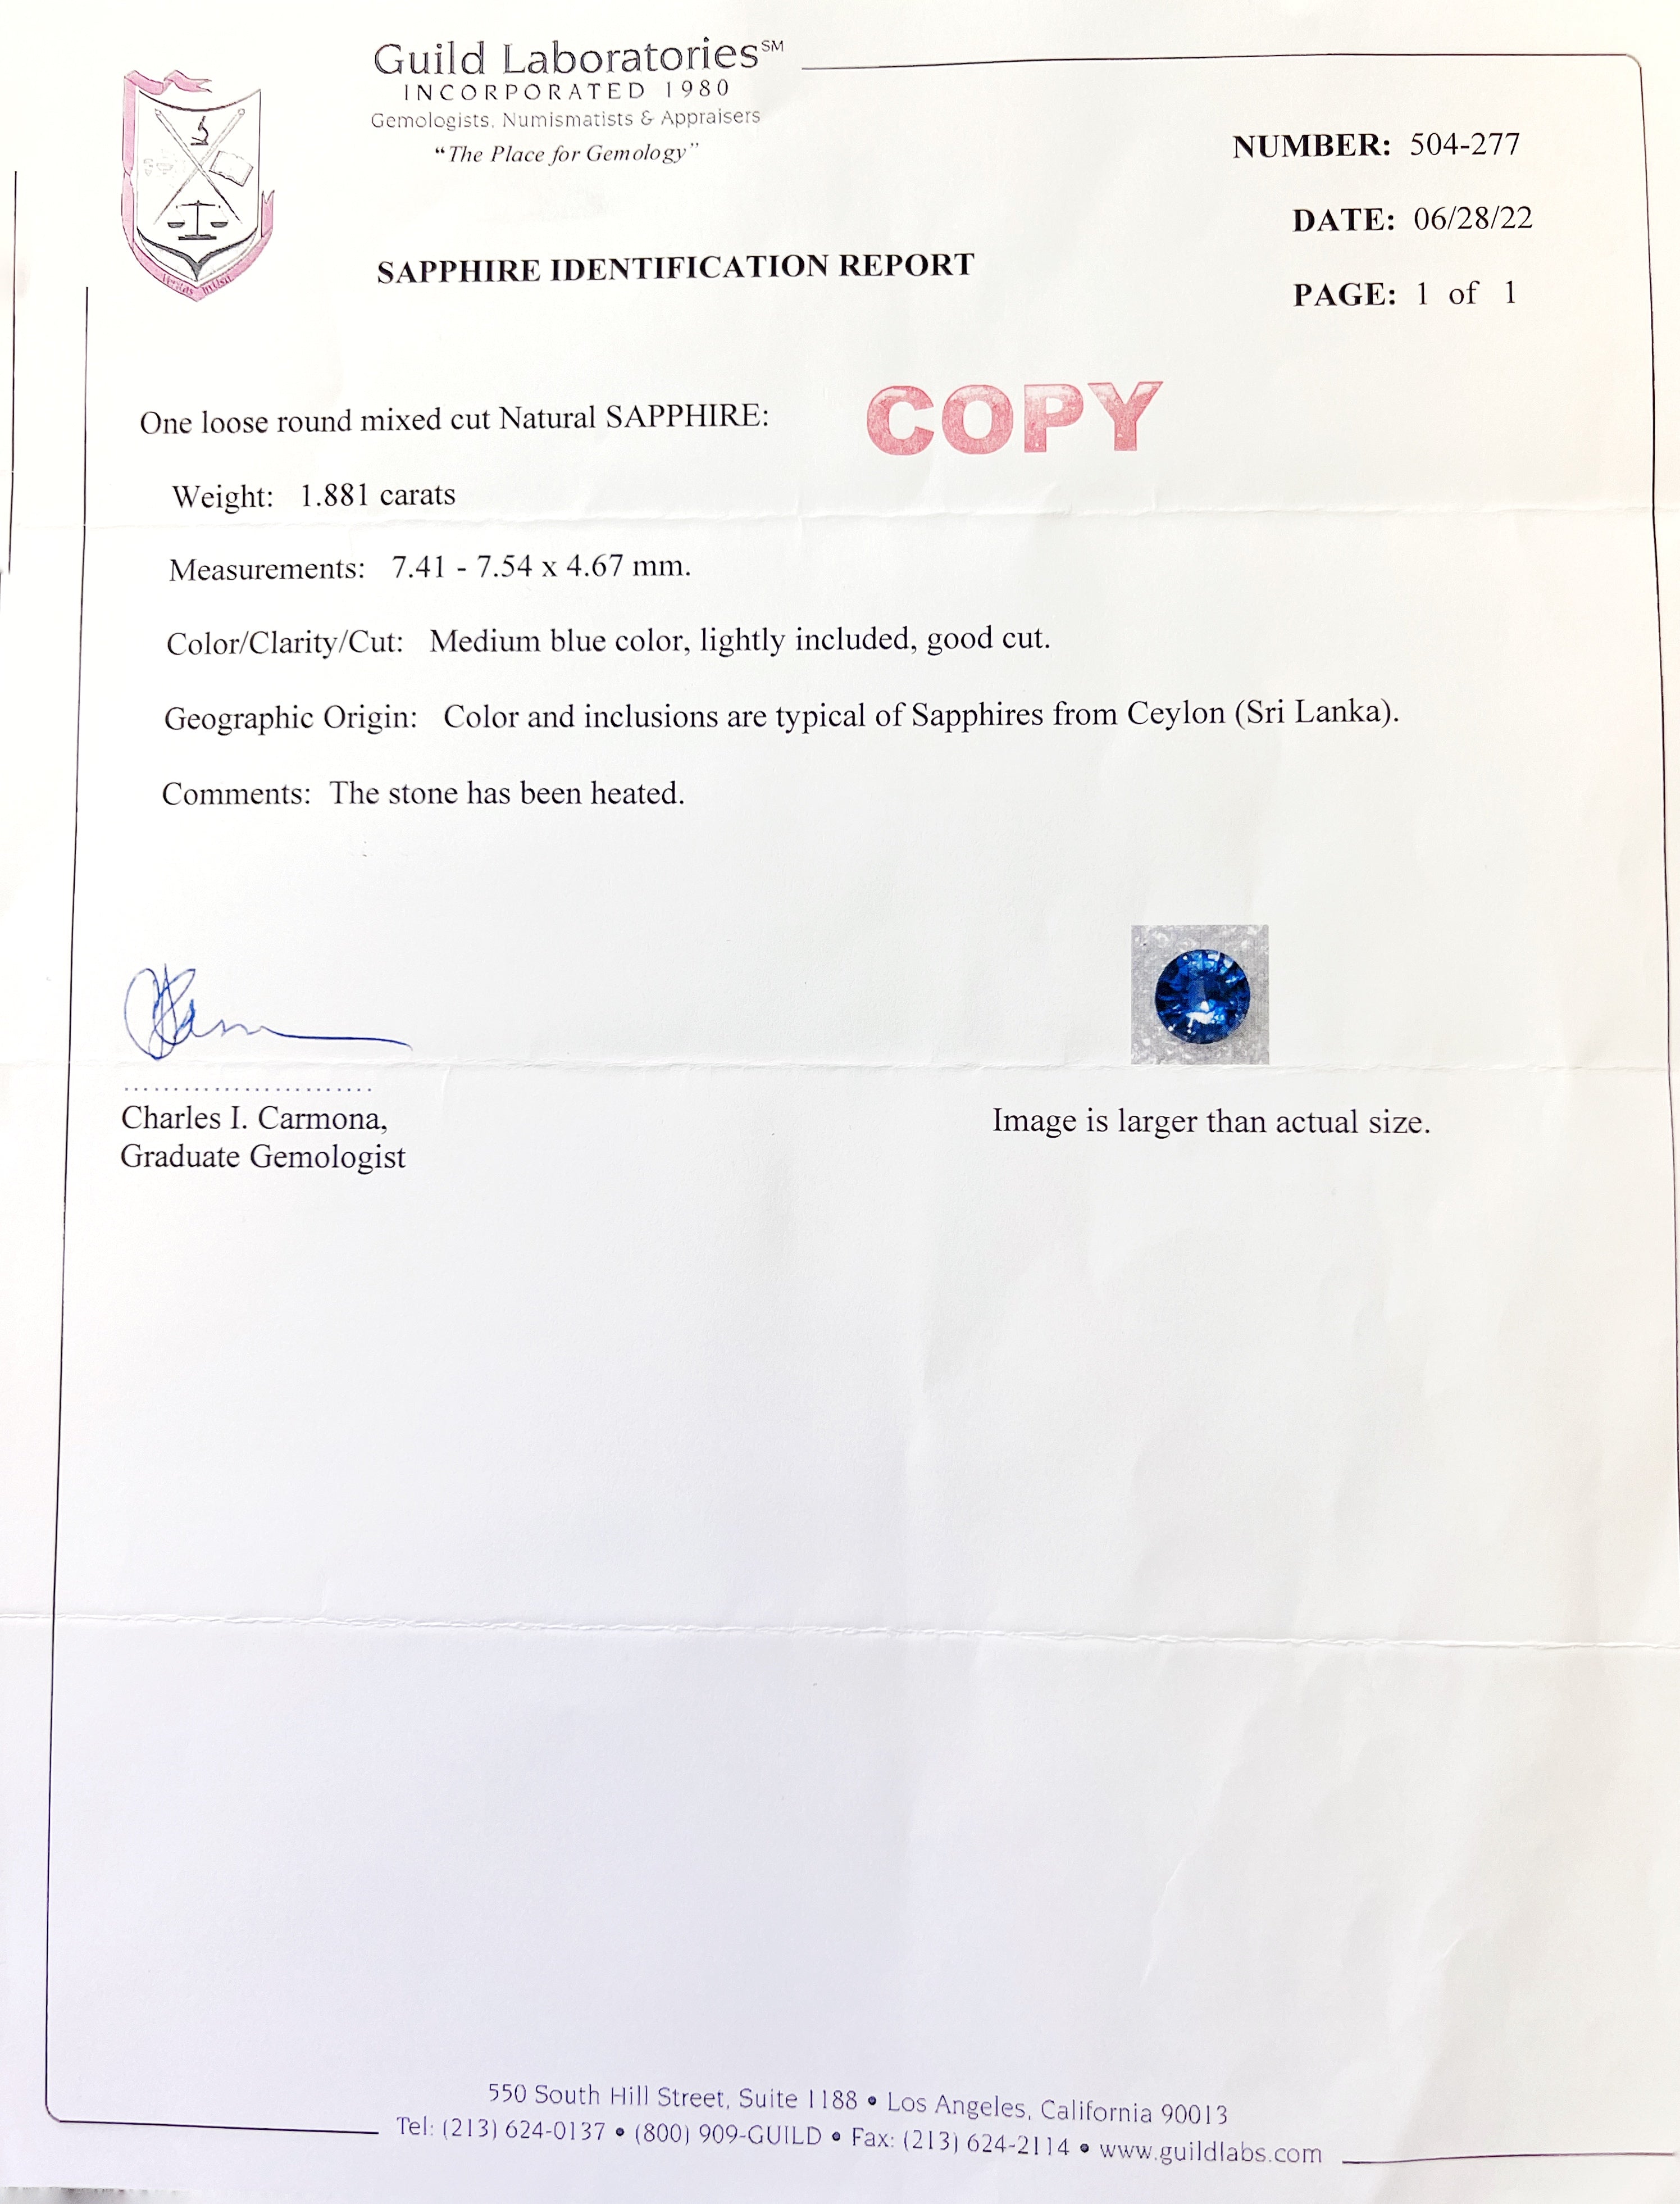 Guild Laboratories℠
INCORPORATED 1980
Gemologists, Numismatists & Appraisers
“The Place for Gemology”
NUMBER: 504-277
DATE: 06/28/22
PAGE: 1 of 1
SAPPHIRE IDENTIFICATION REPORT
COPY
One loose round mixed cut Natural SAPPHIRE:
Weight: 1.881 carats
Measurements: 7.41 - 7.54 x 4.67 mm.
Color/Clarity/Cut: Medium blue color, lightly included, good cut.
Geographic Origin: Color and inclusions are typical of Sapphires from Ceylon (Sri Lanka).
Comments: The stone has been heated.
Charles I. Carmona,
Graduate Gemologist
Image is larger than actual size.
550 South Hill Street, Suite 1188 • Los Angeles, California 90013
Tel: (213) 624-0137 • (800) 909-GUILD • Fax: (213) 624-2114 • www.guildlabs.com